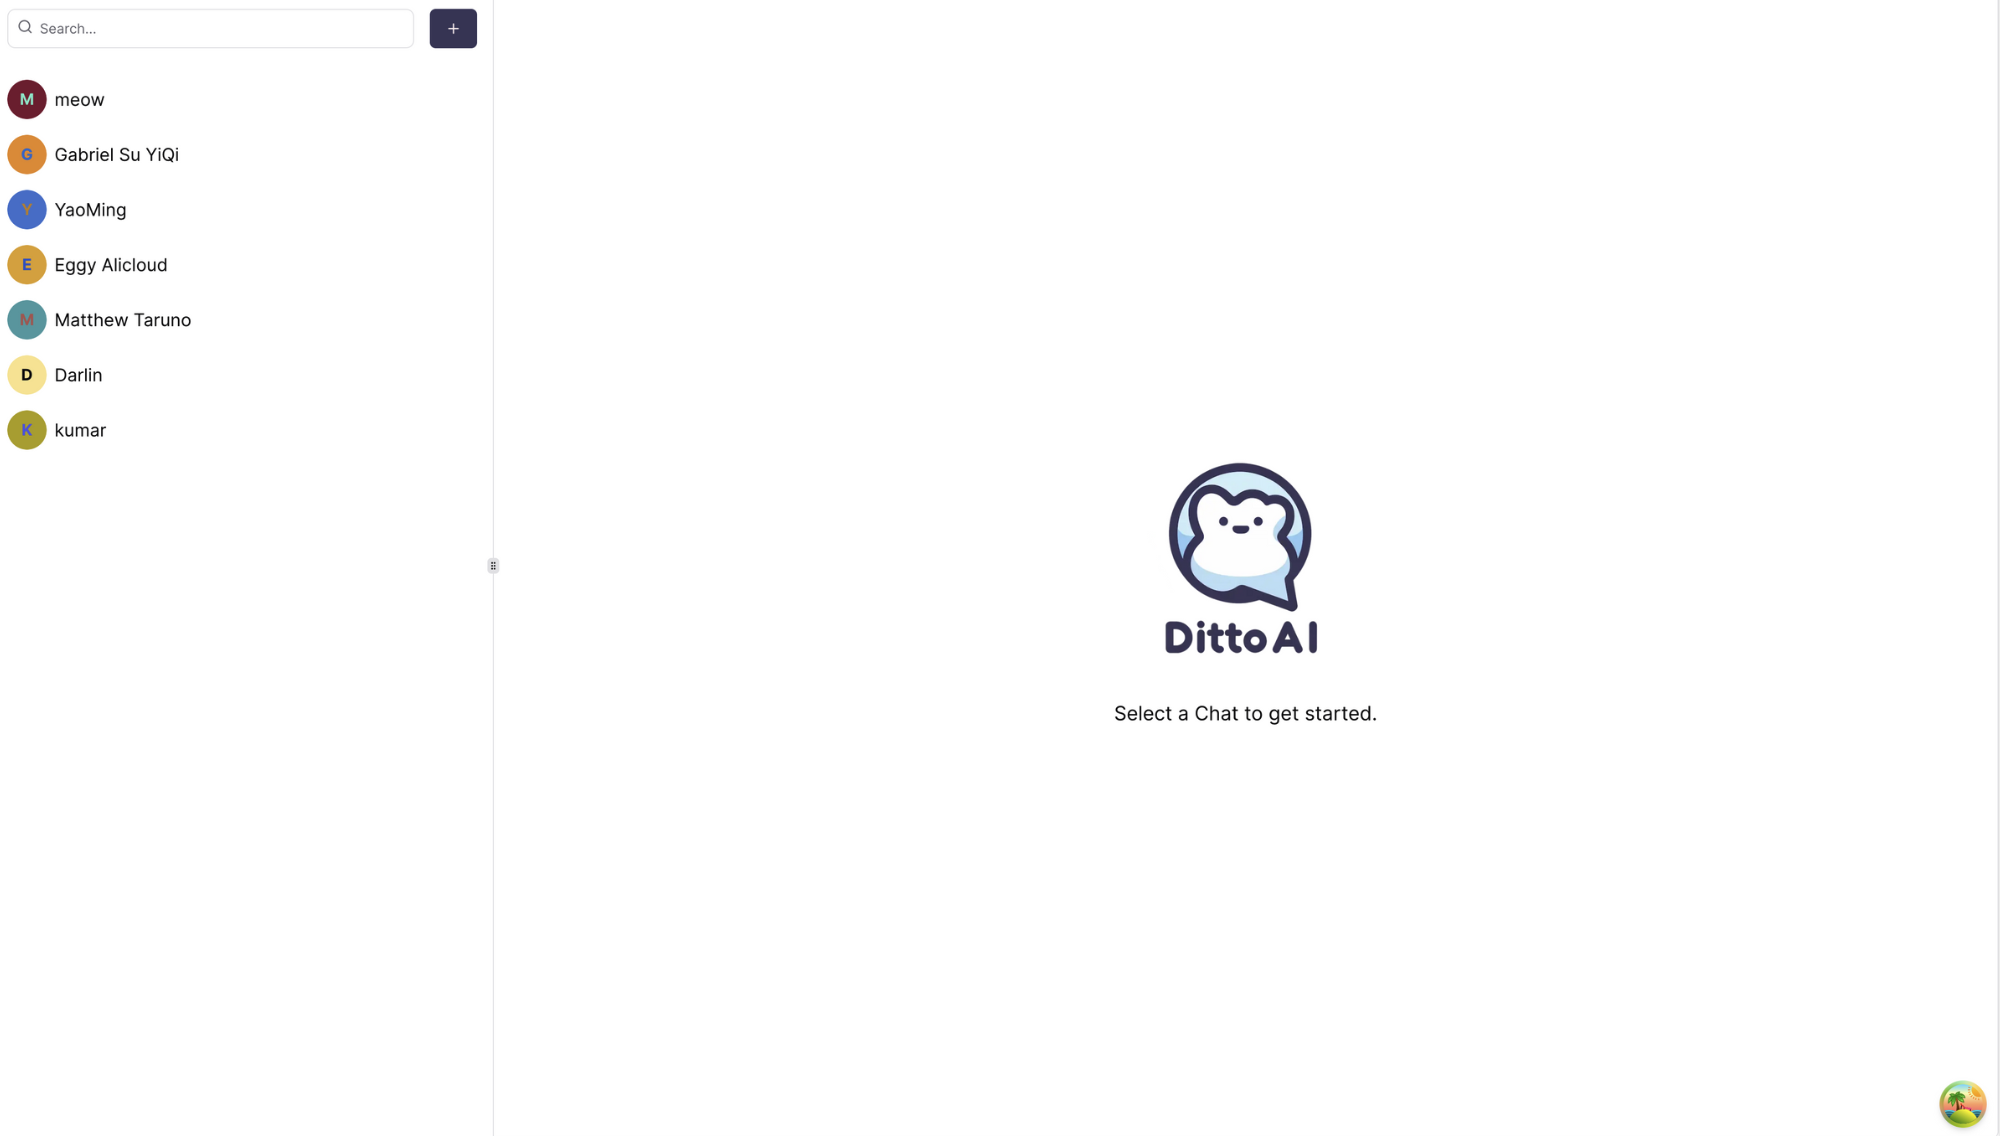 Search...
+
M meow
G Gabriel Su YiQi
Y YaoMing
E Eggy Alicloud
M Matthew Taruno
D Darlin
K kumar
DittoAI
Select a Chat to get started.